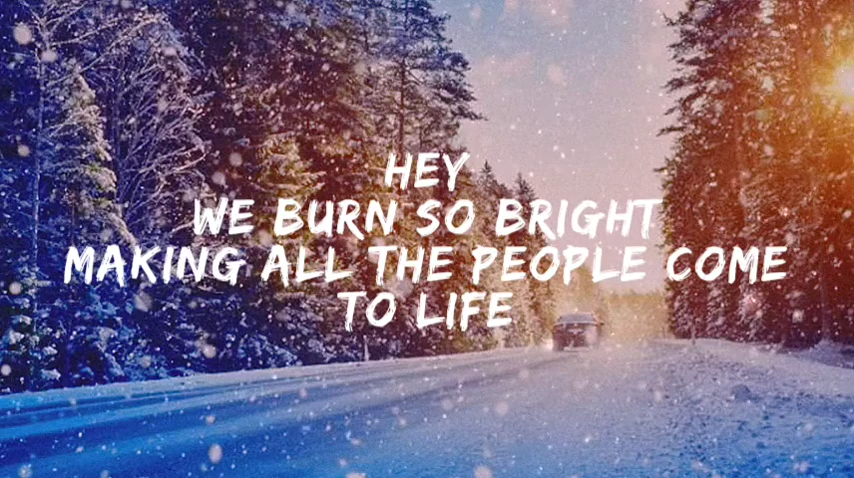 HEY
WE BURN SO BRIGHT
MAKING ALL THE PEOPLE COME
TO LIFE